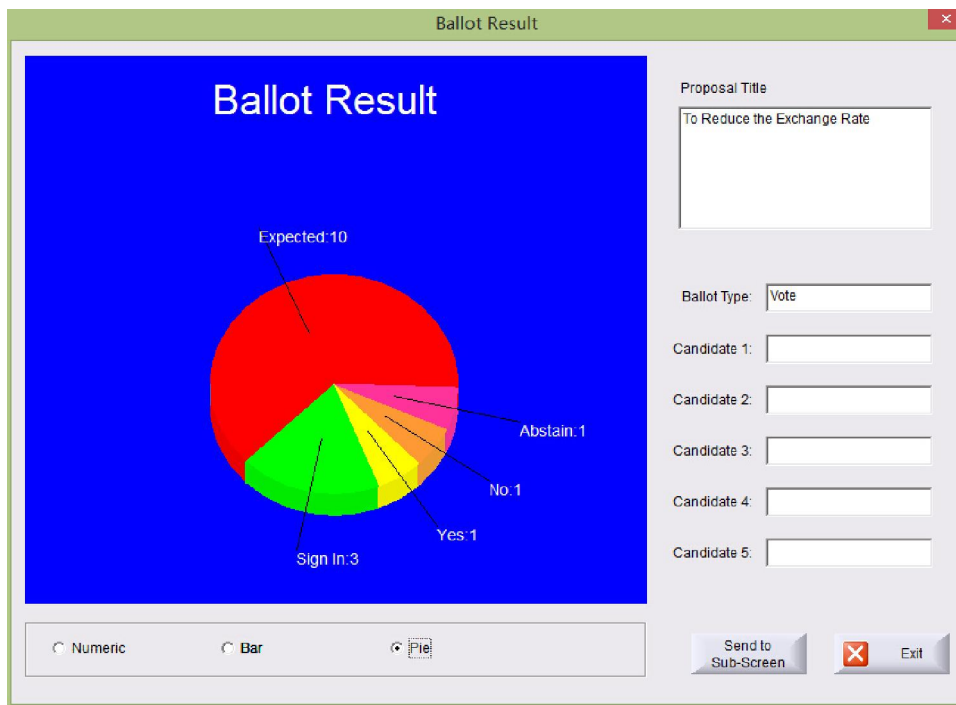 Ballot Result
Ballot Result
Expected:10
Abstain:1
No:1
Yes:1
Sign In:3
Numeric
Bar
Pie
Proposal Title
To Reduce the Exchange Rate
Ballot Type:
Vote
Candidate 1:
Candidate 2:
Candidate 3:
Candidate 4:
Candidate 5:
Send to
Sub-Screen
Exit